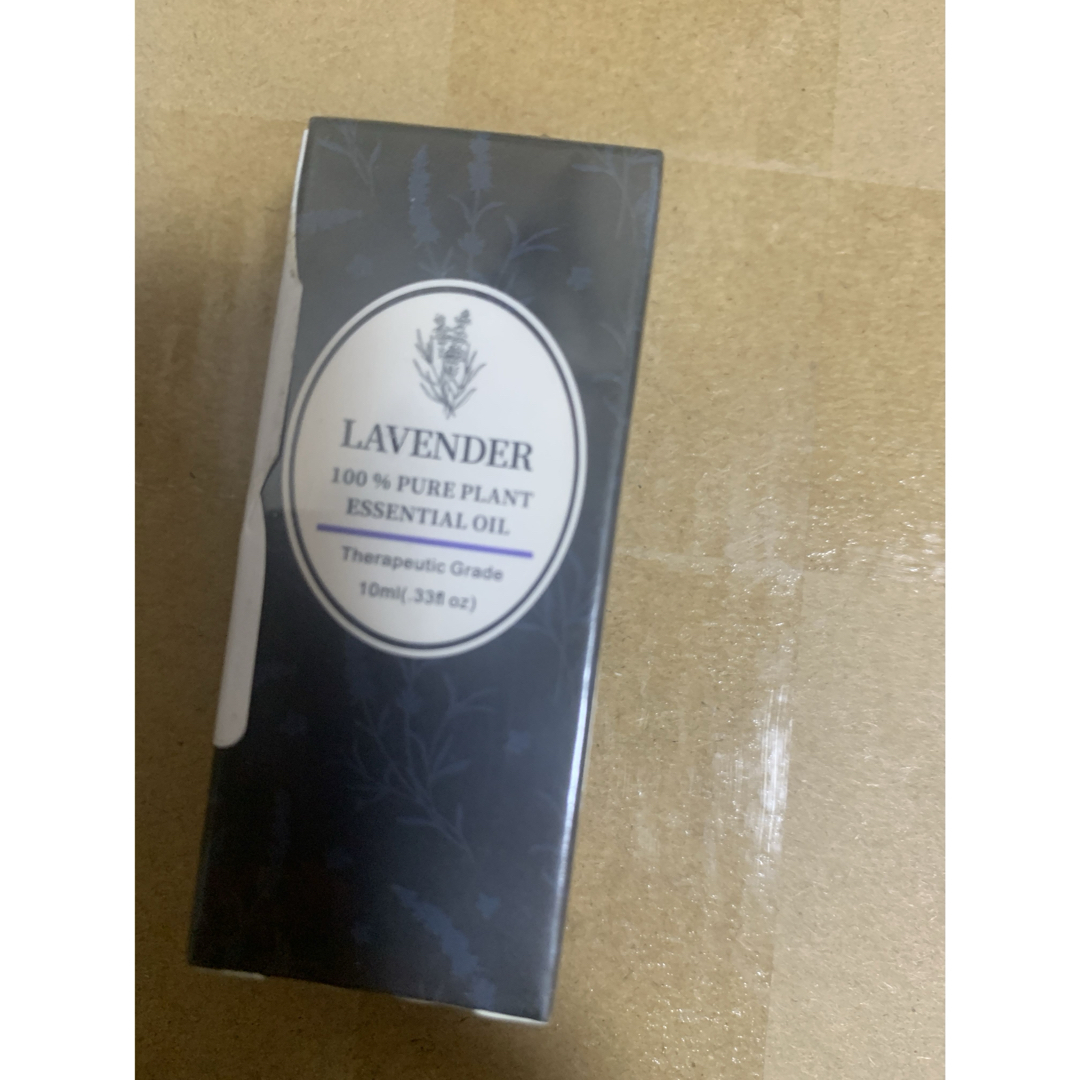 LAVENDER
100 % PURE PLANT
ESSENTIAL OIL
Therapeutic Grade
10ml(.33fl oz)